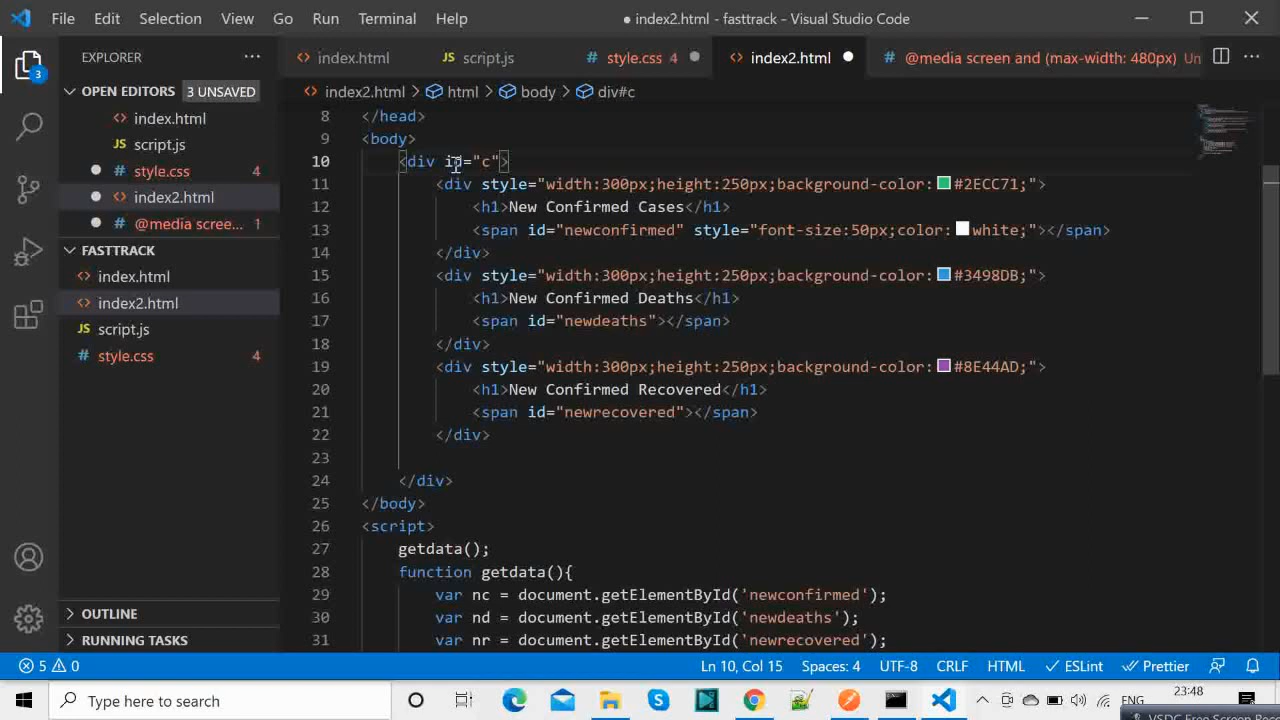 File Edit Selection View Go Run Terminal Help ● index2.html - fasttrack - Visual Studio Code
EXPLORER ···
index.html JS script.js # style.css 4 index2.html # @media screen and (max-width: 480px) Un ···
OPEN EDITORS 3 UNSAVED
index.html
JS script.js
# style.css 4
index2.html
# @media scree... 1
FASTTRACK
index.html
index2.html
JS script.js
# style.css 4
OUTLINE
RUNNING TASKS
3
index2.html > html > body > div#c
8 </head>
9 <body>
10 <div id="c">
11 <div style="width:300px;height:250px;background-color:#2ECC71;">
12 <h1>New Confirmed Cases</h1>
13 <span id="newconfirmed" style="font-size:50px;color:white;"></span>
14 </div>
15 <div style="width:300px;height:250px;background-color:#3498DB;">
16 <h1>New Confirmed Deaths</h1>
17 <span id="newdeaths"></span>
18 </div>
19 <div style="width:300px;height:250px;background-color:#8E44AD;">
20 <h1>New Confirmed Recovered</h1>
21 <span id="newrecovered"></span>
22 </div>
23
24 </div>
25 </body>
26 <script>
27 getdata();
28 function getdata(){
29 var nc = document.getElementById('newconfirmed');
30 var nd = document.getElementById('newdeaths');
31 var nr = document.getElementById('newrecovered');
5 0 Ln 10, Col 15 Spaces: 4 UTF-8 CRLF HTML ESLint Prettier
Type here to search ENG 23:48
VSDC Free Screen Rec